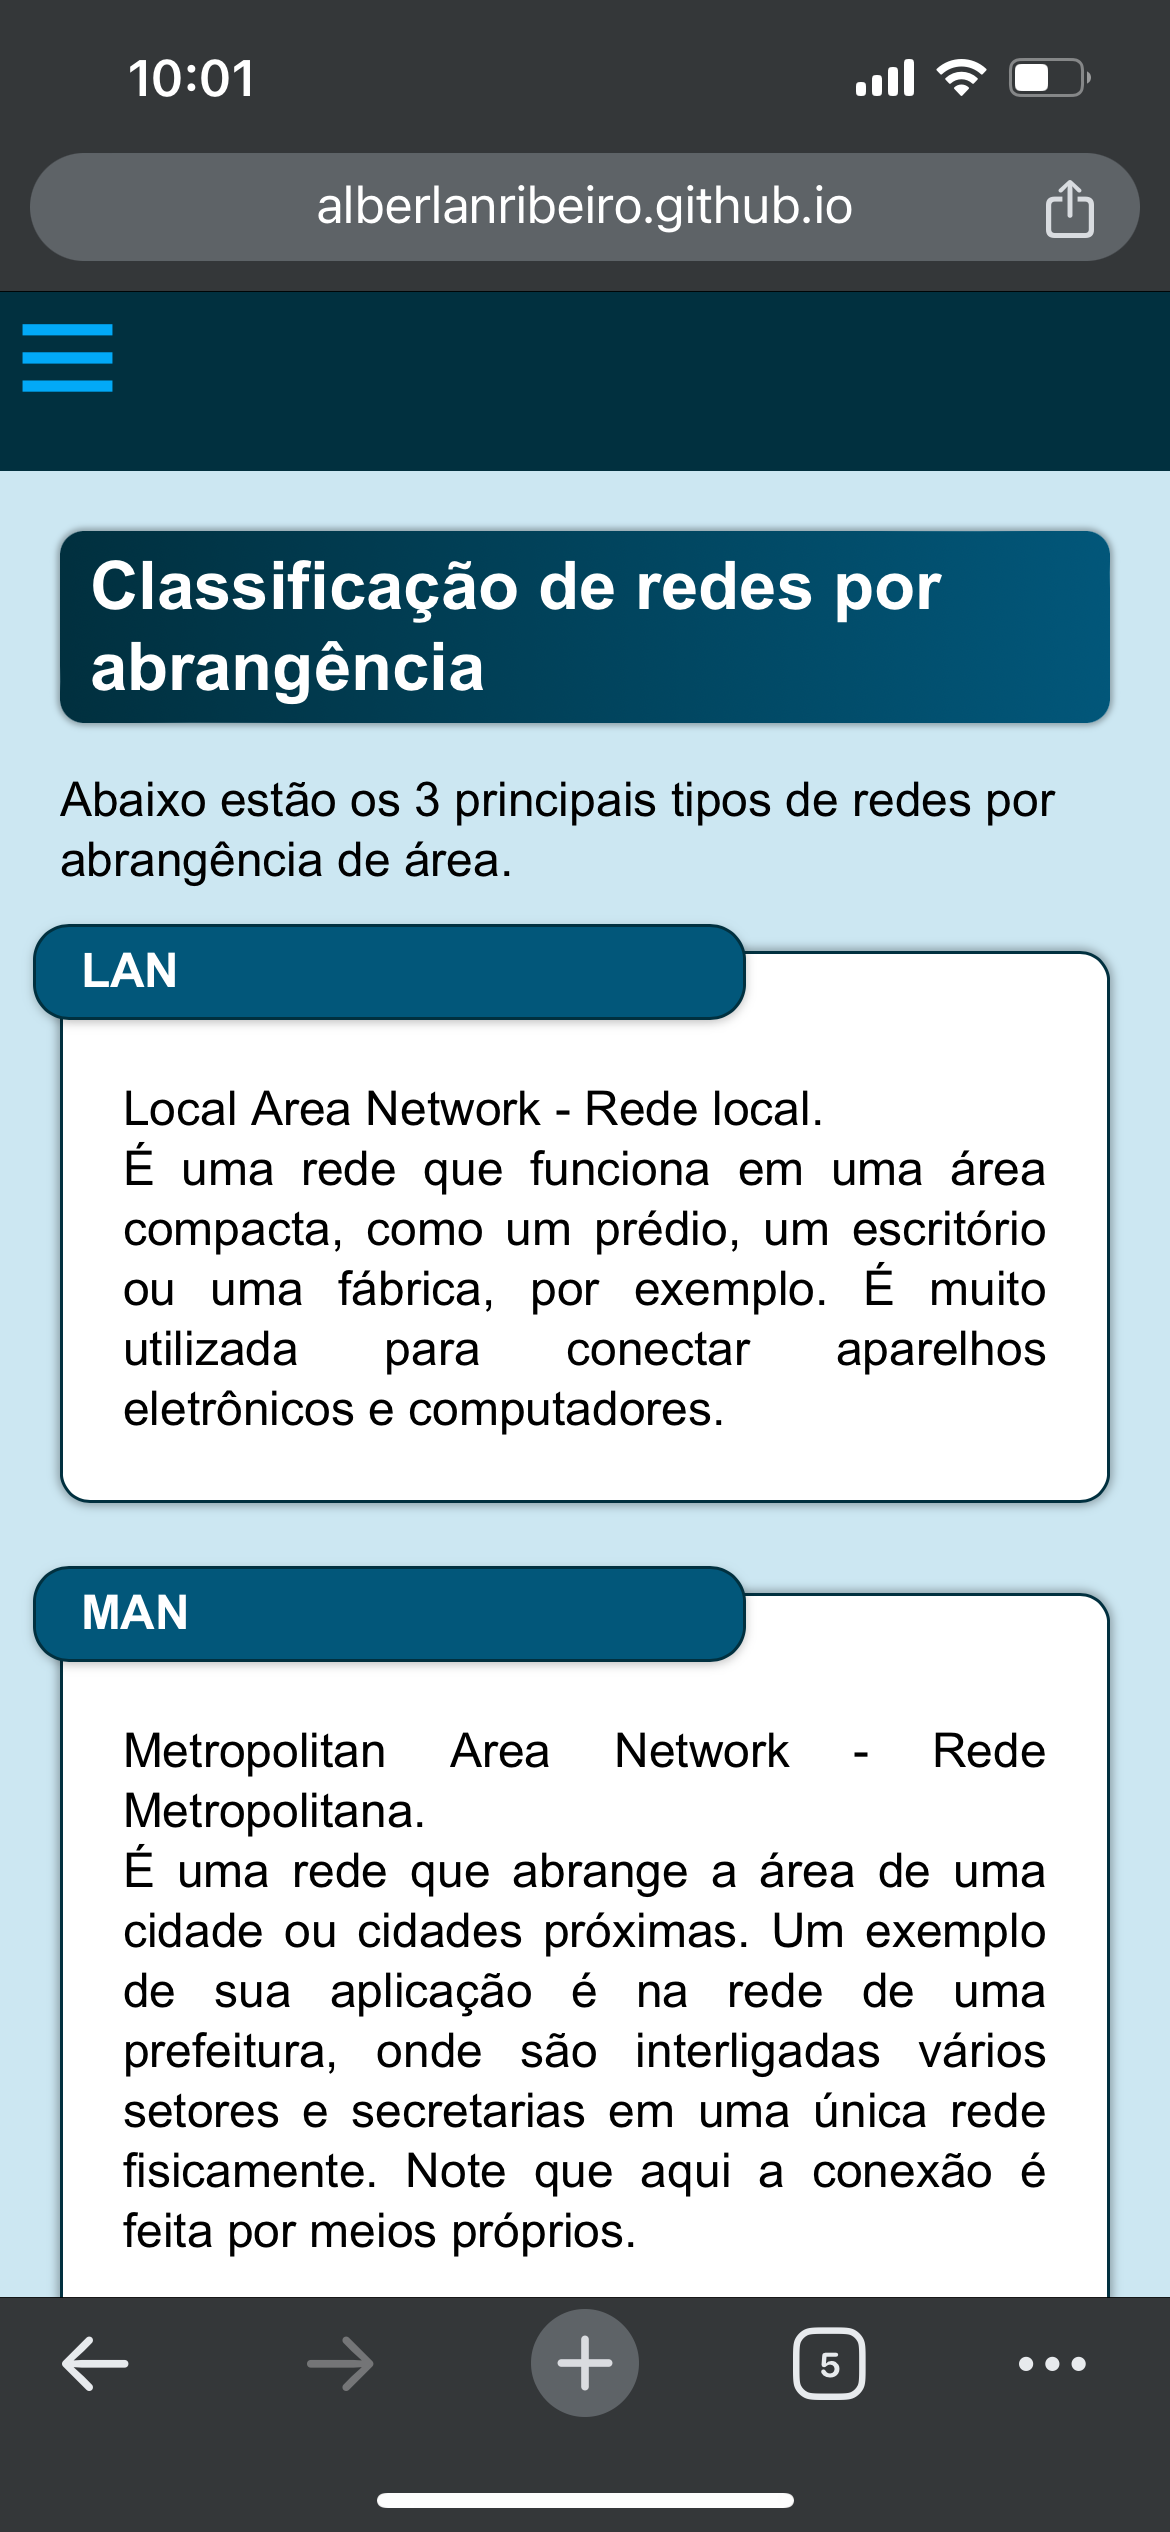 10:01
alberlanribeiro.github.io
Classificação de redes por
abrangência
Abaixo estão os 3 principais tipos de redes por
abrangência de área.
LAN
Local Area Network - Rede local.
É uma rede que funciona em uma área
compacta, como um prédio, um escritório
ou uma fábrica, por exemplo. É muito
utilizada para conectar aparelhos
eletrônicos e computadores.
MAN
Metropolitan Area Network - Rede
Metropolitana.
É uma rede que abrange a área de uma
cidade ou cidades próximas. Um exemplo
de sua aplicação é na rede de uma
prefeitura, onde são interligadas vários
setores e secretarias em uma única rede
fisicamente. Note que aqui a conexão é
feita por meios próprios.
5